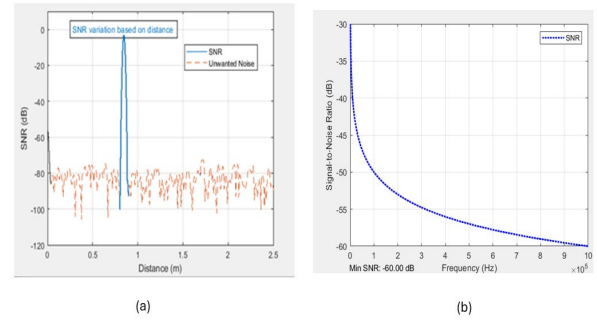 SNR variation based on distance
SNR
Unwanted Noise
0
-20
-40
-60
-80
-100
-120
SNR (dB)
0
0.5
1
1.5
2
2.5
Distance (m)
(a)
SNR
-30
-35
-40
-45
-50
-55
-60
Signal-to-Noise Ratio (dB)
0
1
2
3
4
5
6
7
8
9
10
×10⁵
Min SNR: -60.00 dB
Frequency (Hz)
(b)